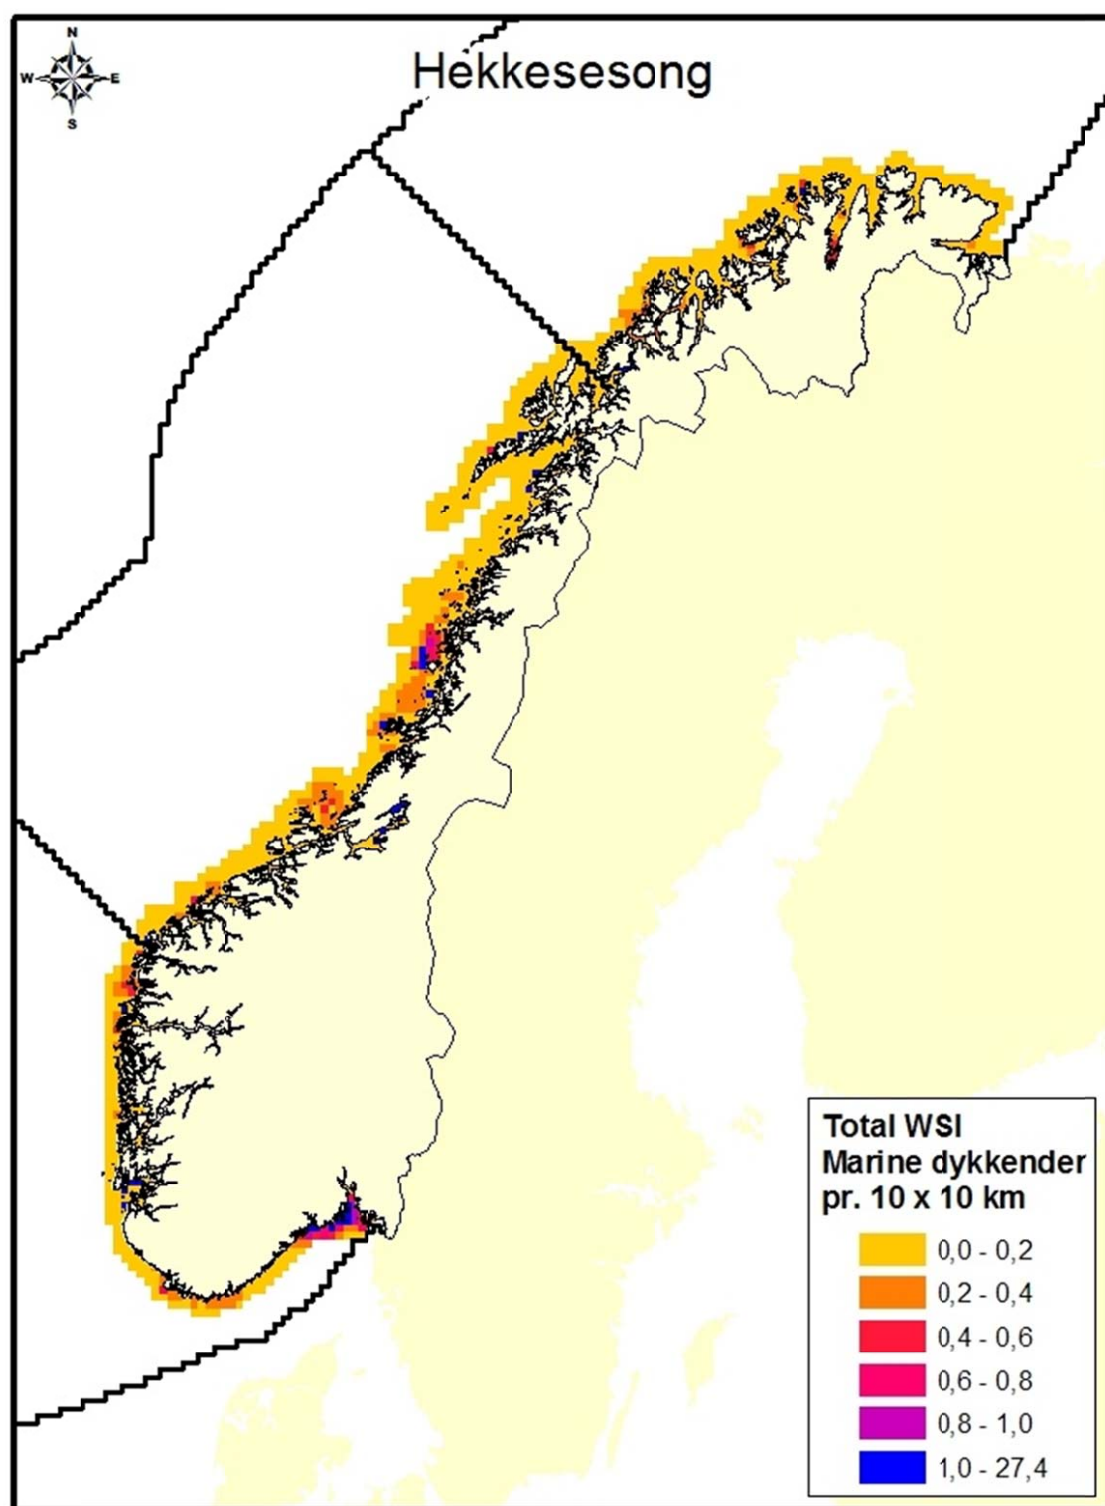 N
W E
S
Hekkesesong
Total WSI
Marine dykkender
pr. 10 x 10 km
0,0 - 0,2
0,2 - 0,4
0,4 - 0,6
0,6 - 0,8
0,8 - 1,0
1,0 - 27,4